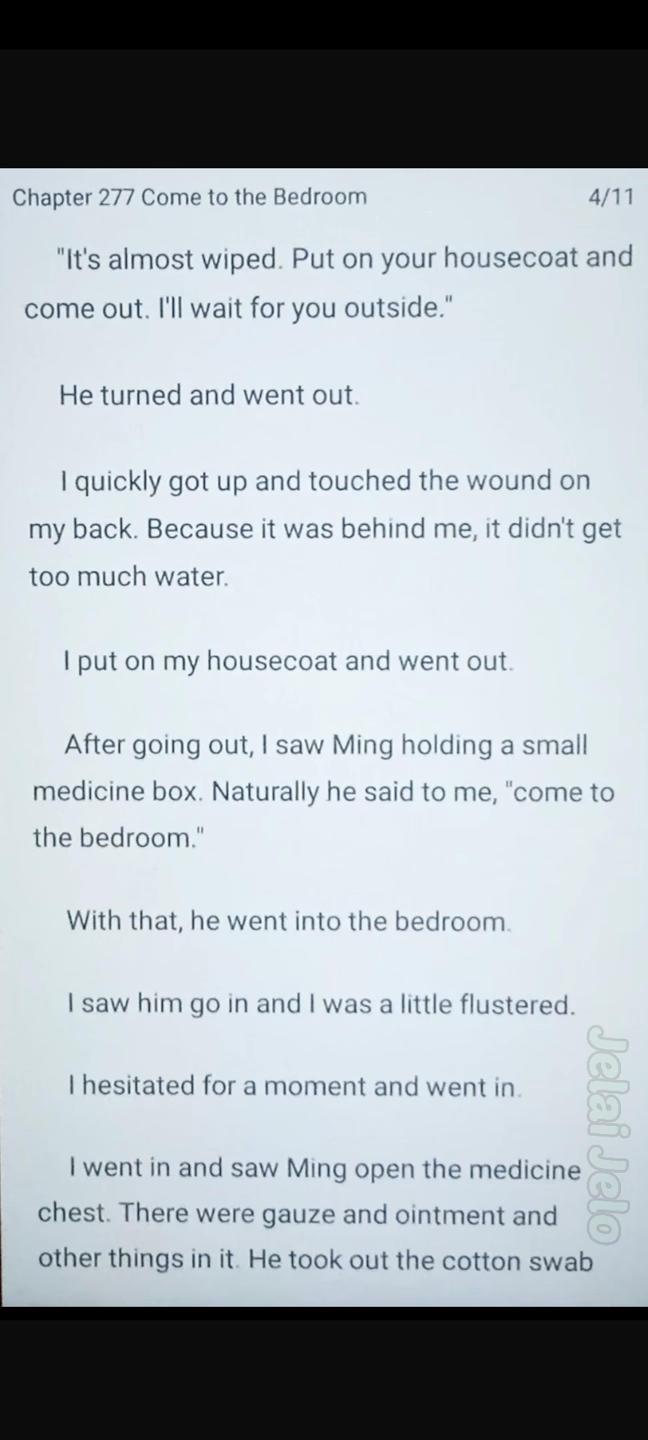 Chapter 277 Come to the Bedroom 4/11
"It's almost wiped. Put on your housecoat and
come out. I'll wait for you outside."
He turned and went out.
I quickly got up and touched the wound on
my back. Because it was behind me, it didn't get
too much water.
I put on my housecoat and went out.
After going out, I saw Ming holding a small
medicine box. Naturally he said to me, "come to
the bedroom."
With that, he went into the bedroom.
I saw him go in and I was a little flustered.
I hesitated for a moment and went in.
I went in and saw Ming open the medicine
chest. There were gauze and ointment and
other things in it. He took out the cotton swab
Jelai Jelo